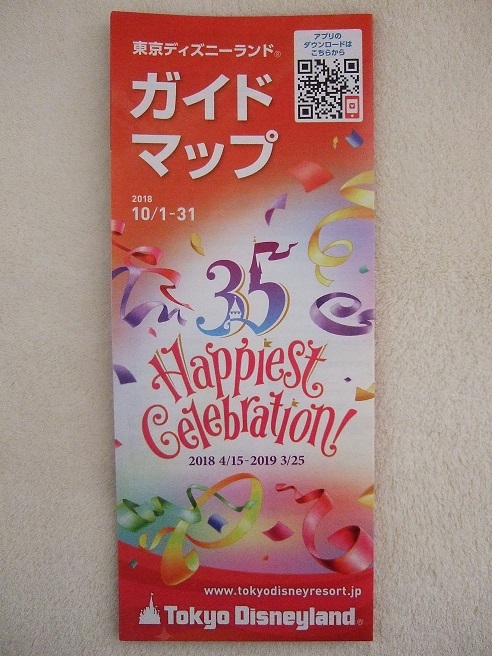 東京ディズニーランド®
アプリの
ダウンロードは
こちらから
ガイド
マップ
2018
10/1-31
35
Happiest
Celebration!
2018 4/15-2019 3/25
www.tokyodisneyresort.jp
Tokyo Disneyland®